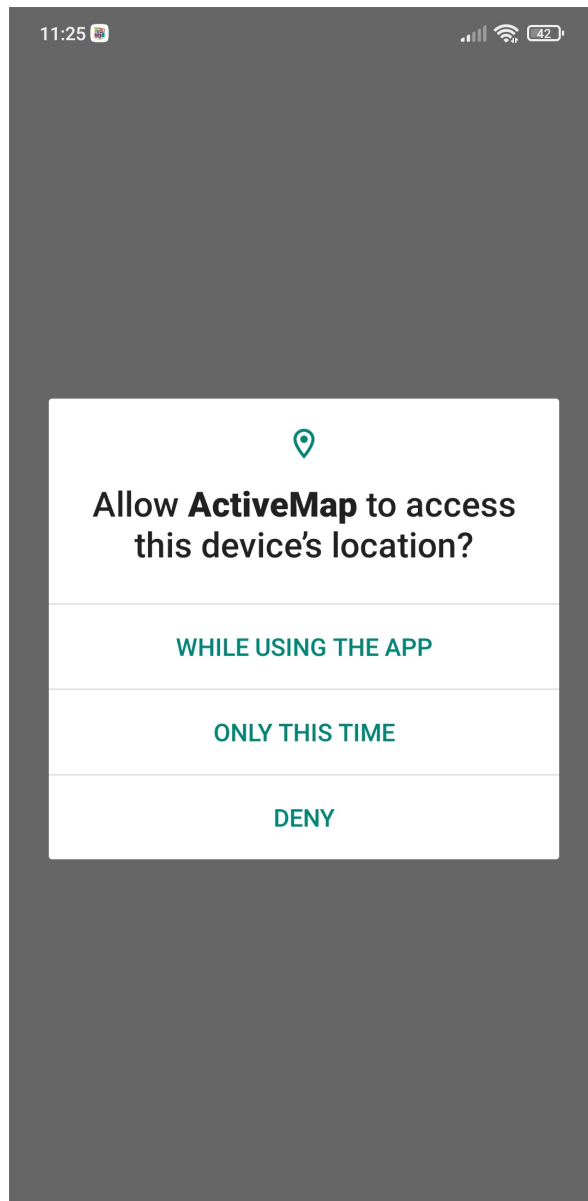 11:25
42
Allow ActiveMap to access
this device's location?
WHILE USING THE APP
ONLY THIS TIME
DENY